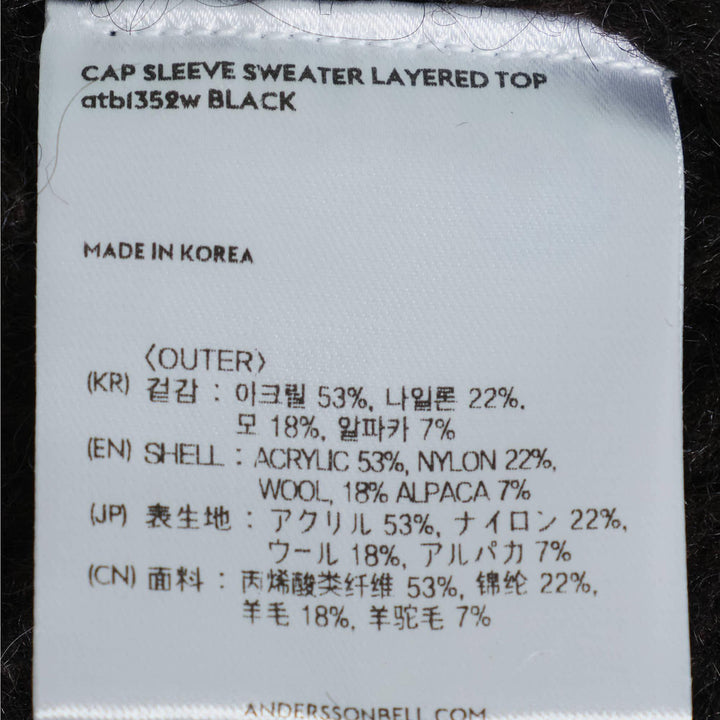 CAP SLEEVE SWEATER LAYERED TOP
atb1352w BLACK
MADE IN KOREA
〈OUTER〉
(KR) 겉감 : 아크릴 53%, 나일론 22%.
모 18%, 알파카 7%
(EN) SHELL : ACRYLIC 53%, NYLON 22%,
WOOL, 18% ALPACA 7%
(JP) 表生地 : アクリル 53%, ナイロン 22%,
ウール 18%, アルパカ 7%
(CN) 面料 : 丙烯酸类纤维 53%, 锦纶 22%,
羊毛 18%, 羊驼毛 7%
ANDERSSONBELL.COM